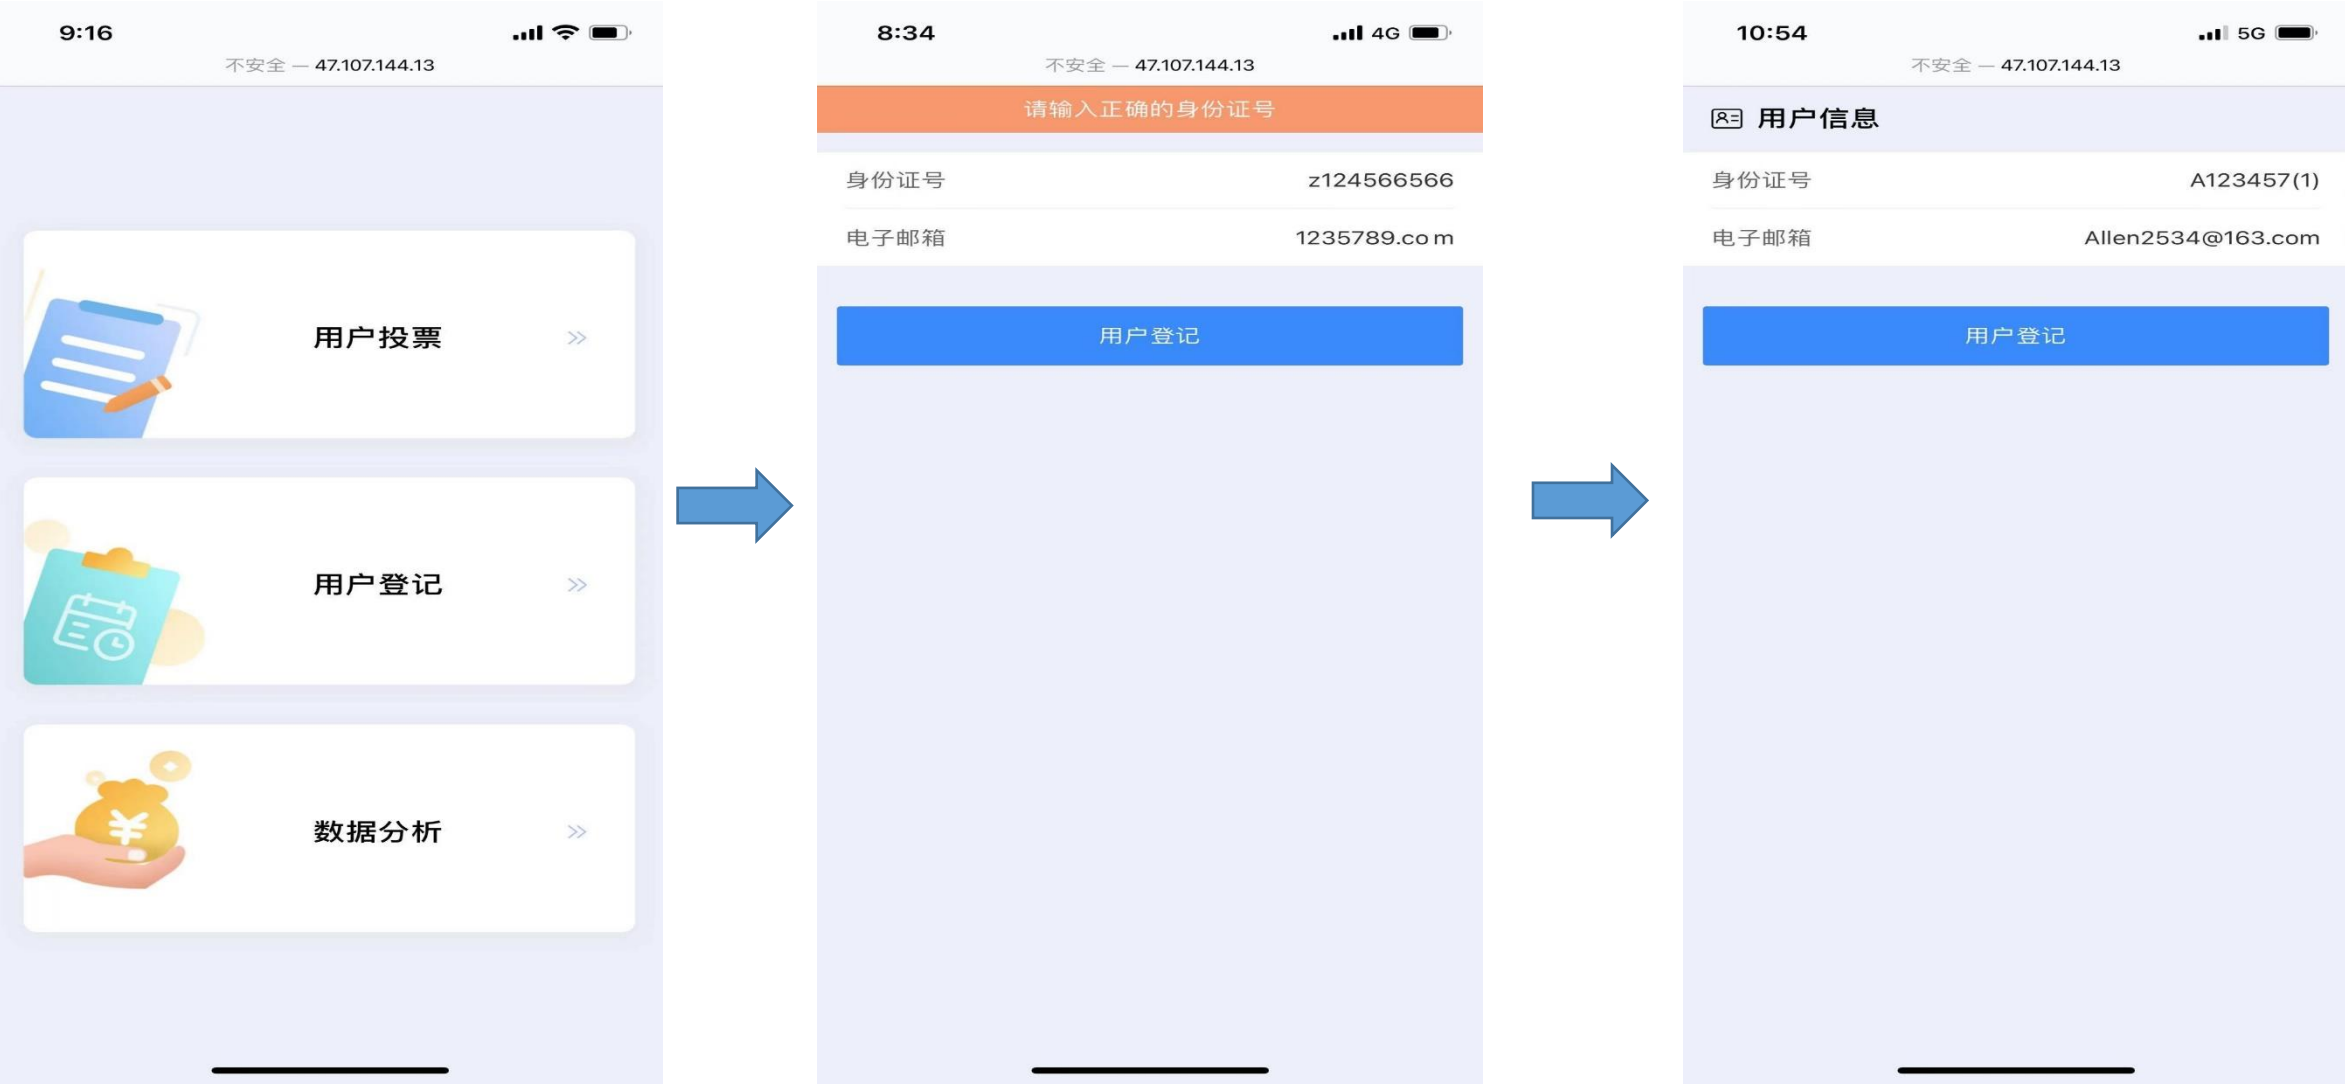 9:16
不安全 — 47.107.144.13
用户投票
用户登记
¥
数据分析
8:34
4G
不安全 — 47.107.144.13
请输入正确的身份证号
身份证号 z124566566
电子邮箱 1235789.co m
用户登记
10:54
5G
不安全 — 47.107.144.13
用户信息
身份证号 A123457(1)
电子邮箱 Allen2534@163.com
用户登记